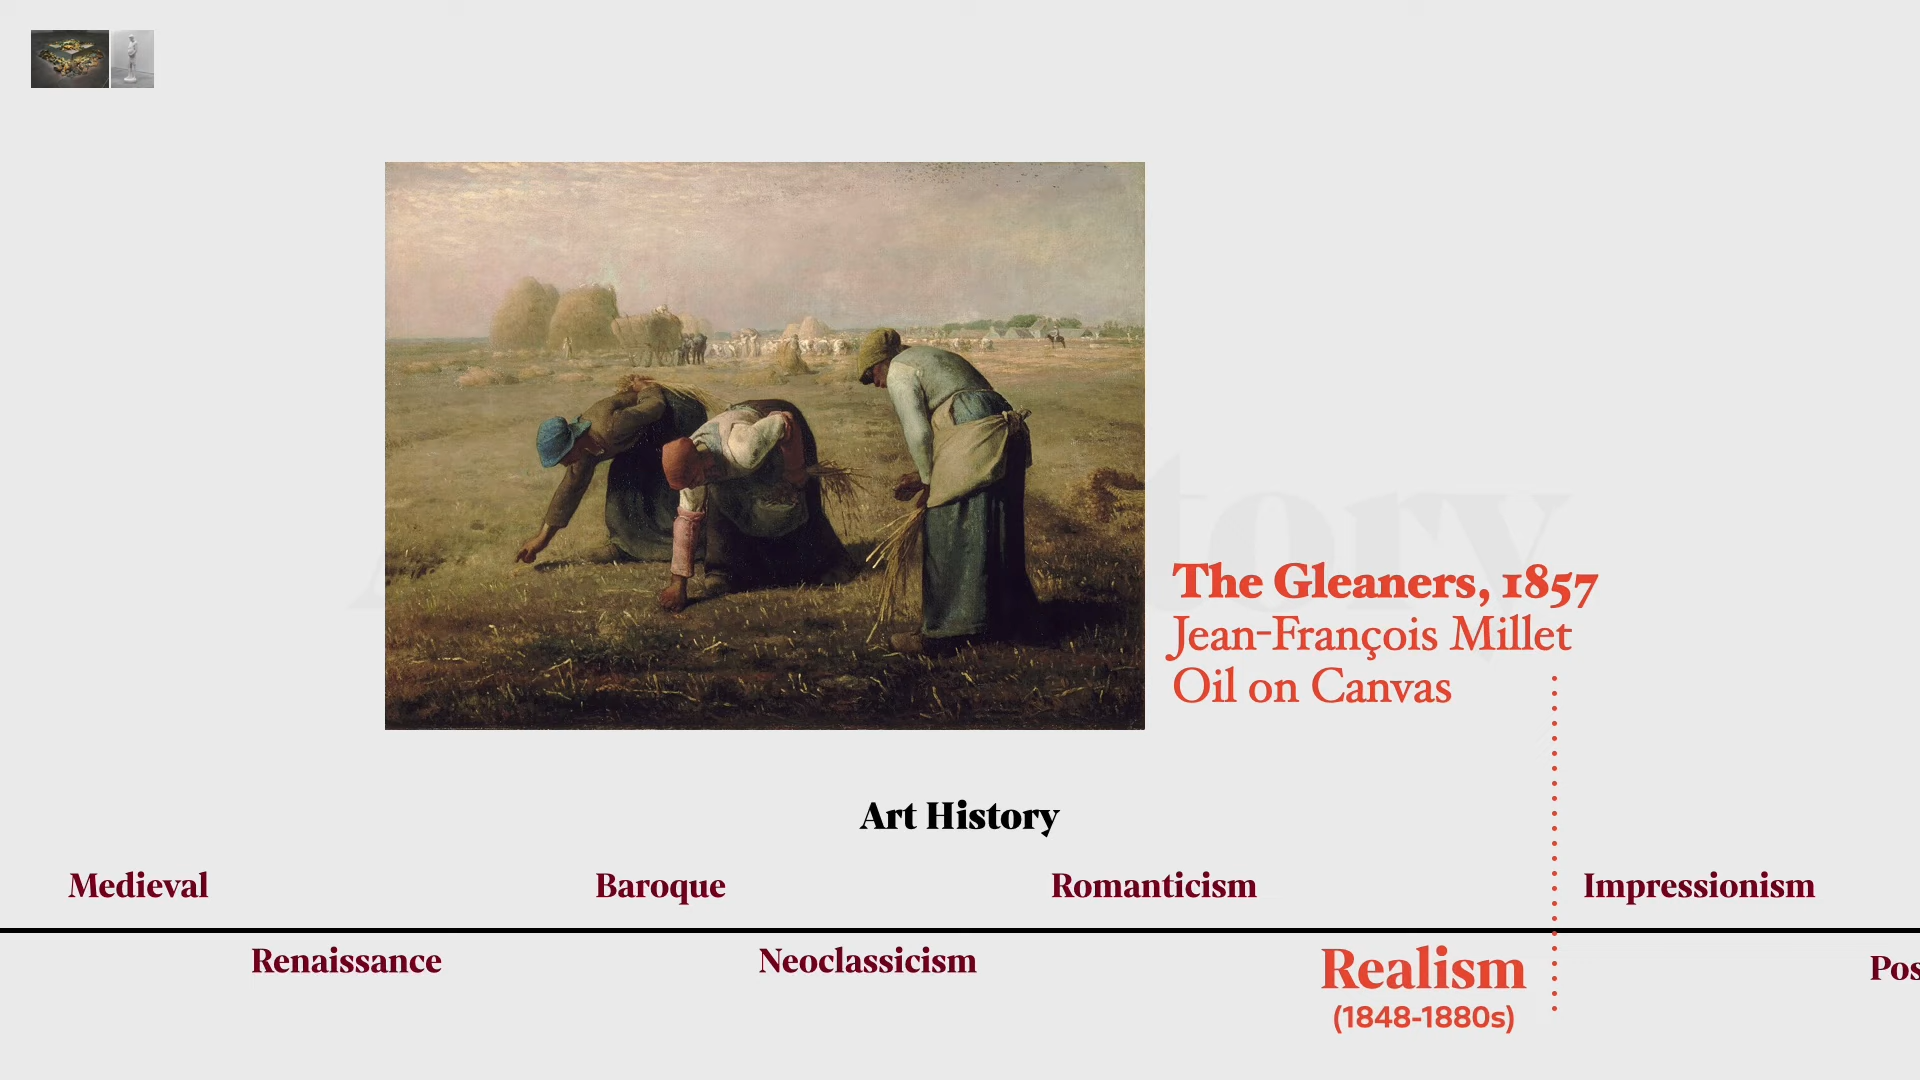 The Gleaners, 1857
Jean-François Millet
Oil on Canvas
Art History
Medieval
Baroque
Romanticism
Impressionism
Renaissance
Neoclassicism
Realism
(1848-1880s)
Pos